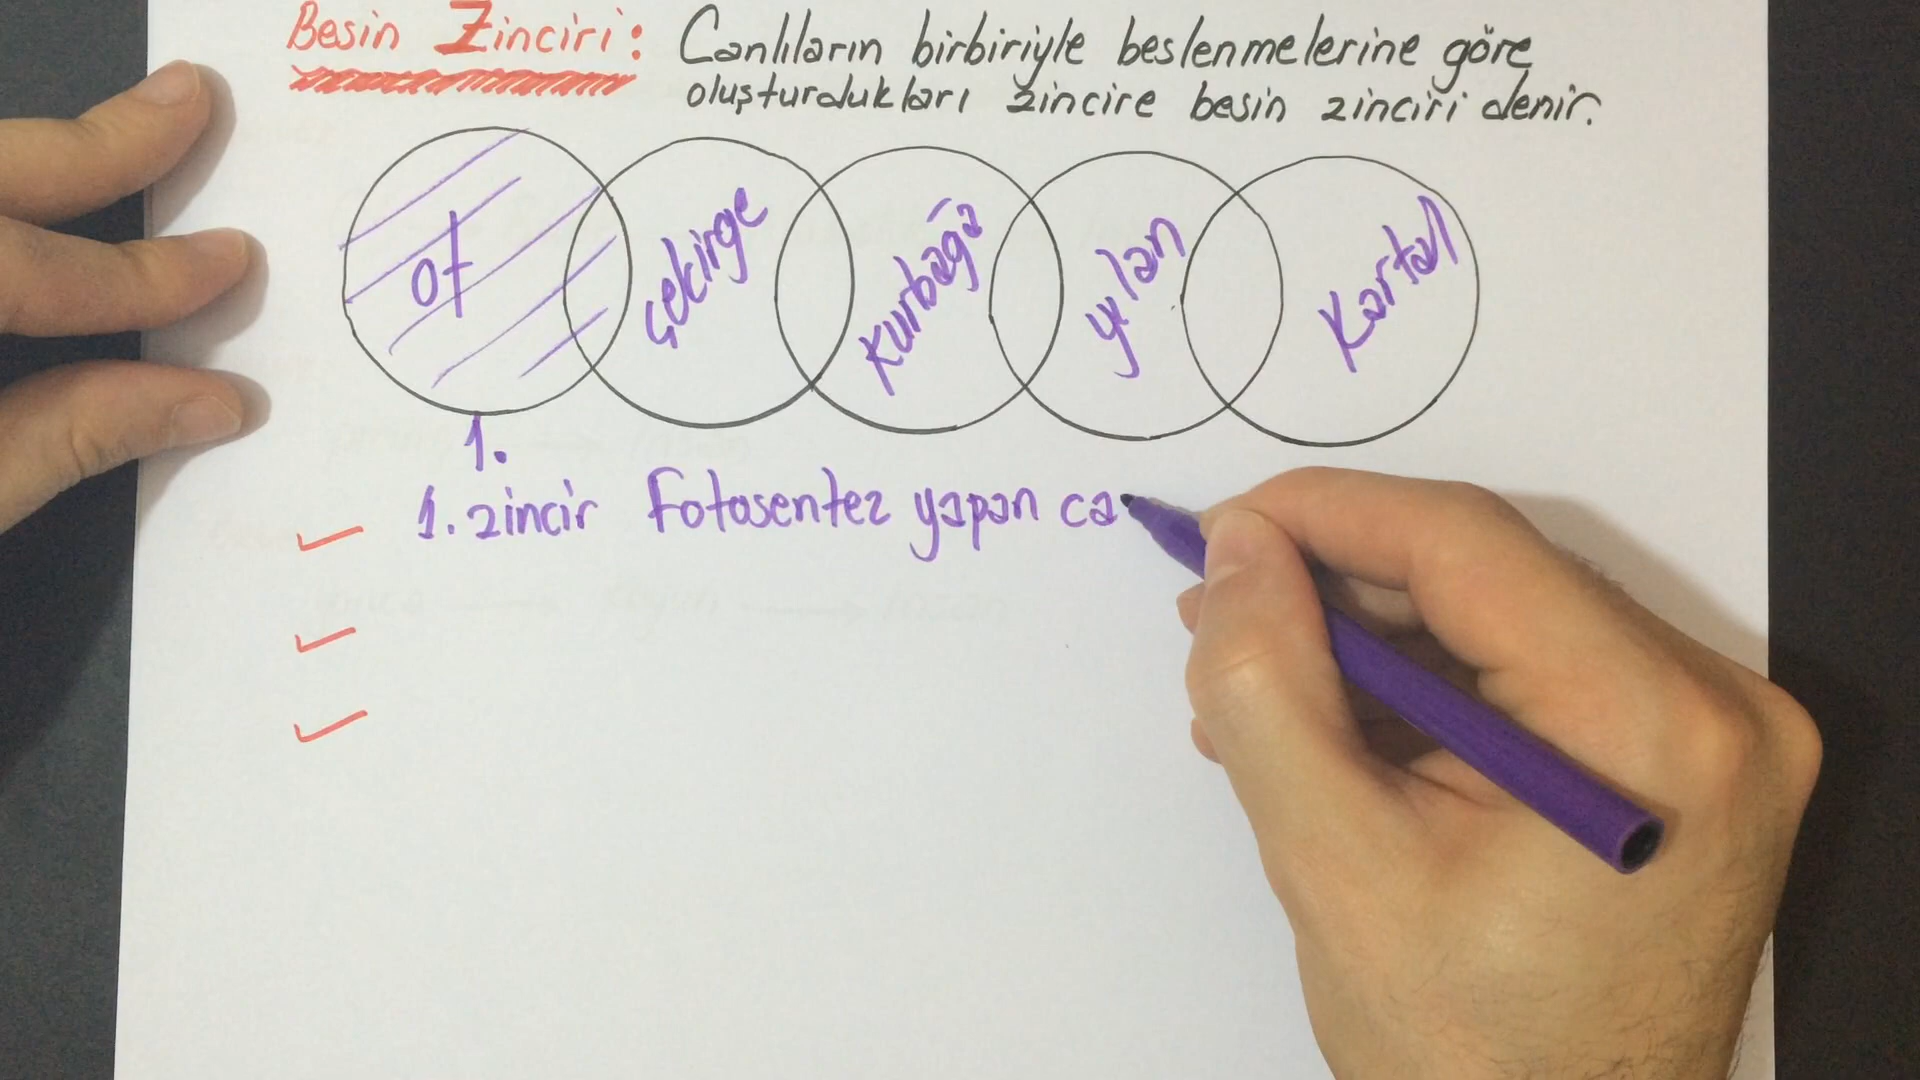 Besin Zinciri: Canlıların birbiriyle beslenmelerine göre
oluşturdukları zincire besin zinciri denir.
ot
çekirge
kurbağa
yılan
Kartal
1.
1. zincir Fotosentez yapan ca